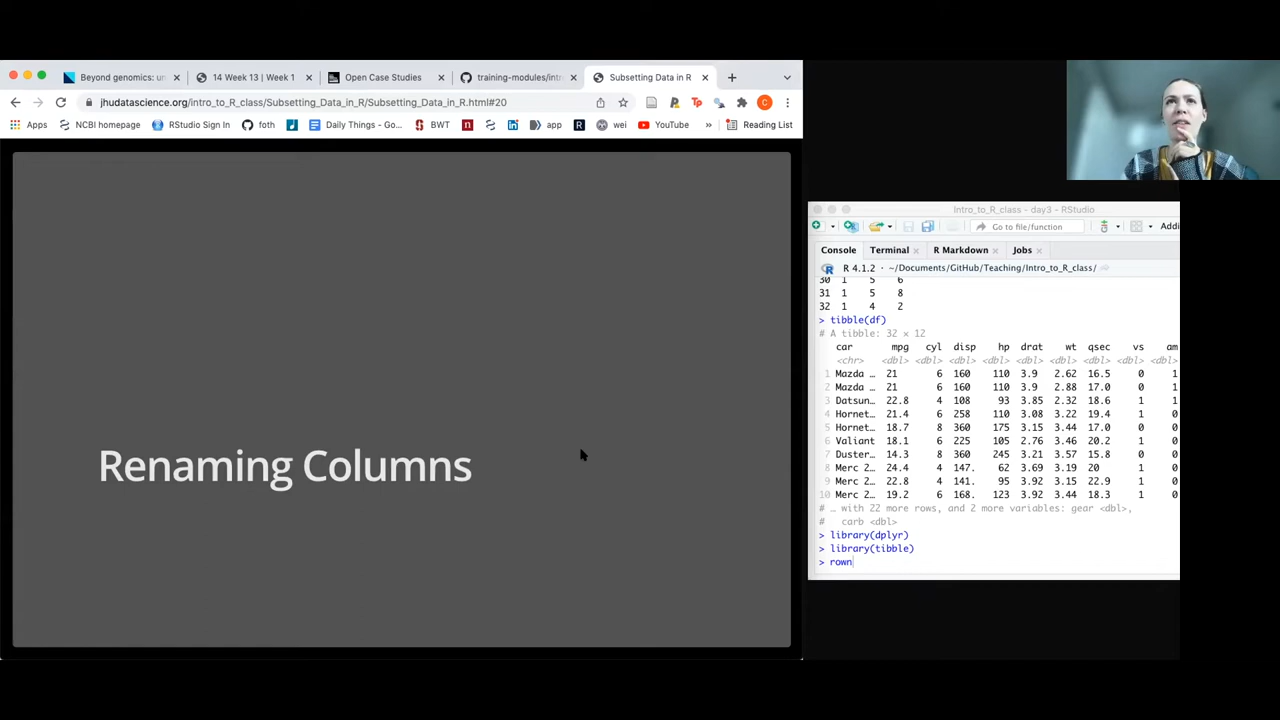 Beyond genomics: un
14 Week 13 | Week 1
Open Case Studies
training-modules/intr
Subsetting Data in R
jhudatascience.org/intro_to_R_class/Subsetting_Data_in_R/Subsetting_Data_in_R.html#20
Apps
NCBI homepage
RStudio Sign In
foth
Daily Things - Go...
BWT
app
wei
YouTube
»
Reading List
Renaming Columns
Intro_to_R_class - day3 - RStudio
Go to file/function
Addi
Console Terminal R Markdown Jobs
R 4.1.2 · ~/Documents/GitHub/Teaching/Intro_to_R_class/
30 1 5 6
31 1 5 8
32 1 4 2
> tibble(df)
# A tibble: 32 × 12
car mpg cyl disp hp drat wt qsec vs am
<chr> <dbl> <dbl> <dbl> <dbl> <dbl> <dbl> <dbl> <dbl> <dbl>
1 Mazda … 21 6 160 110 3.9 2.62 16.5 0 1
2 Mazda … 21 6 160 110 3.9 2.88 17.0 0 1
3 Datsun… 22.8 4 108 93 3.85 2.32 18.6 1 1
4 Hornet… 21.4 6 258 110 3.08 3.22 19.4 1 0
5 Hornet… 18.7 8 360 175 3.15 3.44 17.0 0 0
6 Valiant 18.1 6 225 105 2.76 3.46 20.2 1 0
7 Duster… 14.3 8 360 245 3.21 3.57 15.8 0 0
8 Merc 2… 24.4 4 147. 62 3.69 3.19 20 1 0
9 Merc 2… 22.8 4 141. 95 3.92 3.15 22.9 1 0
10 Merc 2… 19.2 6 168. 123 3.92 3.44 18.3 1 0
# … with 22 more rows, and 2 more variables: gear <dbl>,
# carb <dbl>
> library(dplyr)
> library(tibble)
> rown